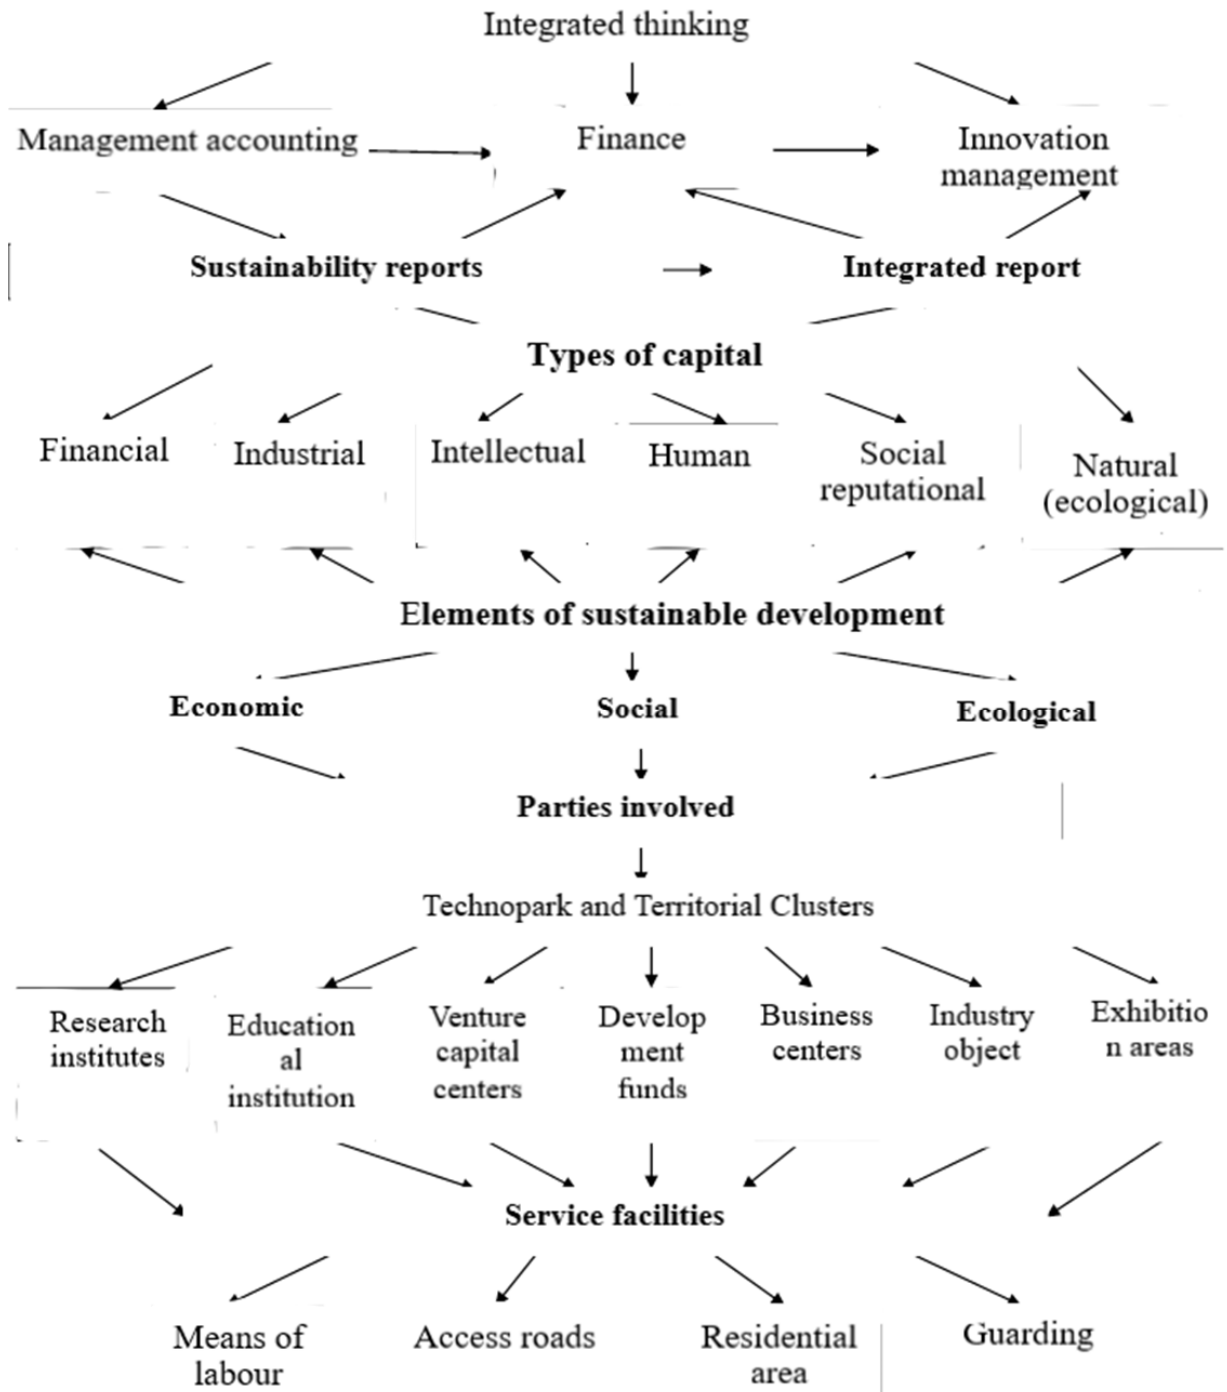 Integrated thinking
Management accounting
Finance
Innovation
management
Sustainability reports
Integrated report
Types of capital
Financial
Industrial
Intellectual
Human
Social
reputational
Natural
(ecological)
Elements of sustainable development
Economic
Social
Ecological
Parties involved
Technopark and Territorial Clusters
Research
institutes
Education
al
institution
Venture
capital
centers
Develop
ment
funds
Business
centers
Industry
object
Exhibitio
n areas
Service facilities
Means of
labour
Access roads
Residential
area
Guarding